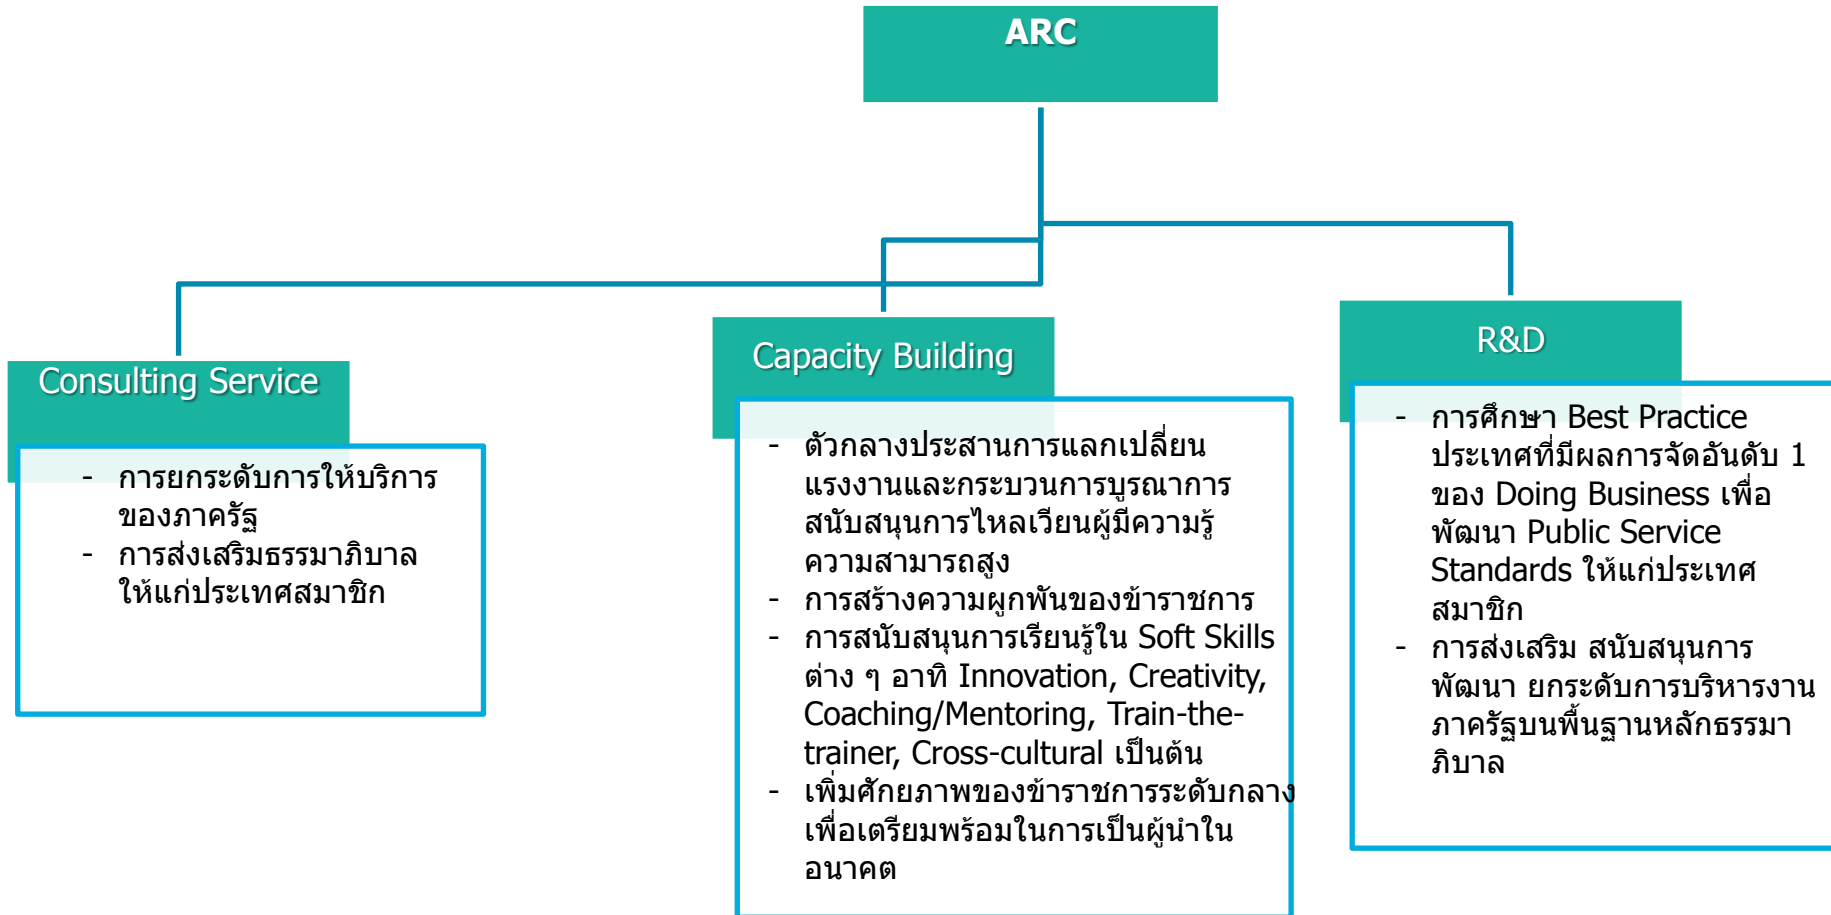 ARC
Consulting Service
- การยกระดับการให้บริการ
ของภาครัฐ
- การส่งเสริมธรรมาภิบาล
ให้แก่ประเทศสมาชิก
Capacity Building
- ตัวกลางประสานการแลกเปลี่ยน
แรงงานและกระบวนการบูรณาการ
สนับสนุนการไหลเวียนผู้มีความรู้
ความสามารถสูง
- การสร้างความผูกพันของข้าราชการ
- การสนับสนุนการเรียนรู้ใน Soft Skills
ต่าง ๆ อาทิ Innovation, Creativity,
Coaching/Mentoring, Train-the-
trainer, Cross-cultural เป็นต้น
- เพิ่มศักยภาพของข้าราชการระดับกลาง
เพื่อเตรียมพร้อมในการเป็นผู้นำใน
อนาคต
R&D
- การศึกษา Best Practice
ประเทศที่มีผลการจัดอันดับ 1
ของ Doing Business เพื่อ
พัฒนา Public Service
Standards ให้แก่ประเทศ
สมาชิก
- การส่งเสริม สนับสนุนการ
พัฒนา ยกระดับการบริหารงาน
ภาครัฐบนพื้นฐานหลักธรรมา
ภิบาล